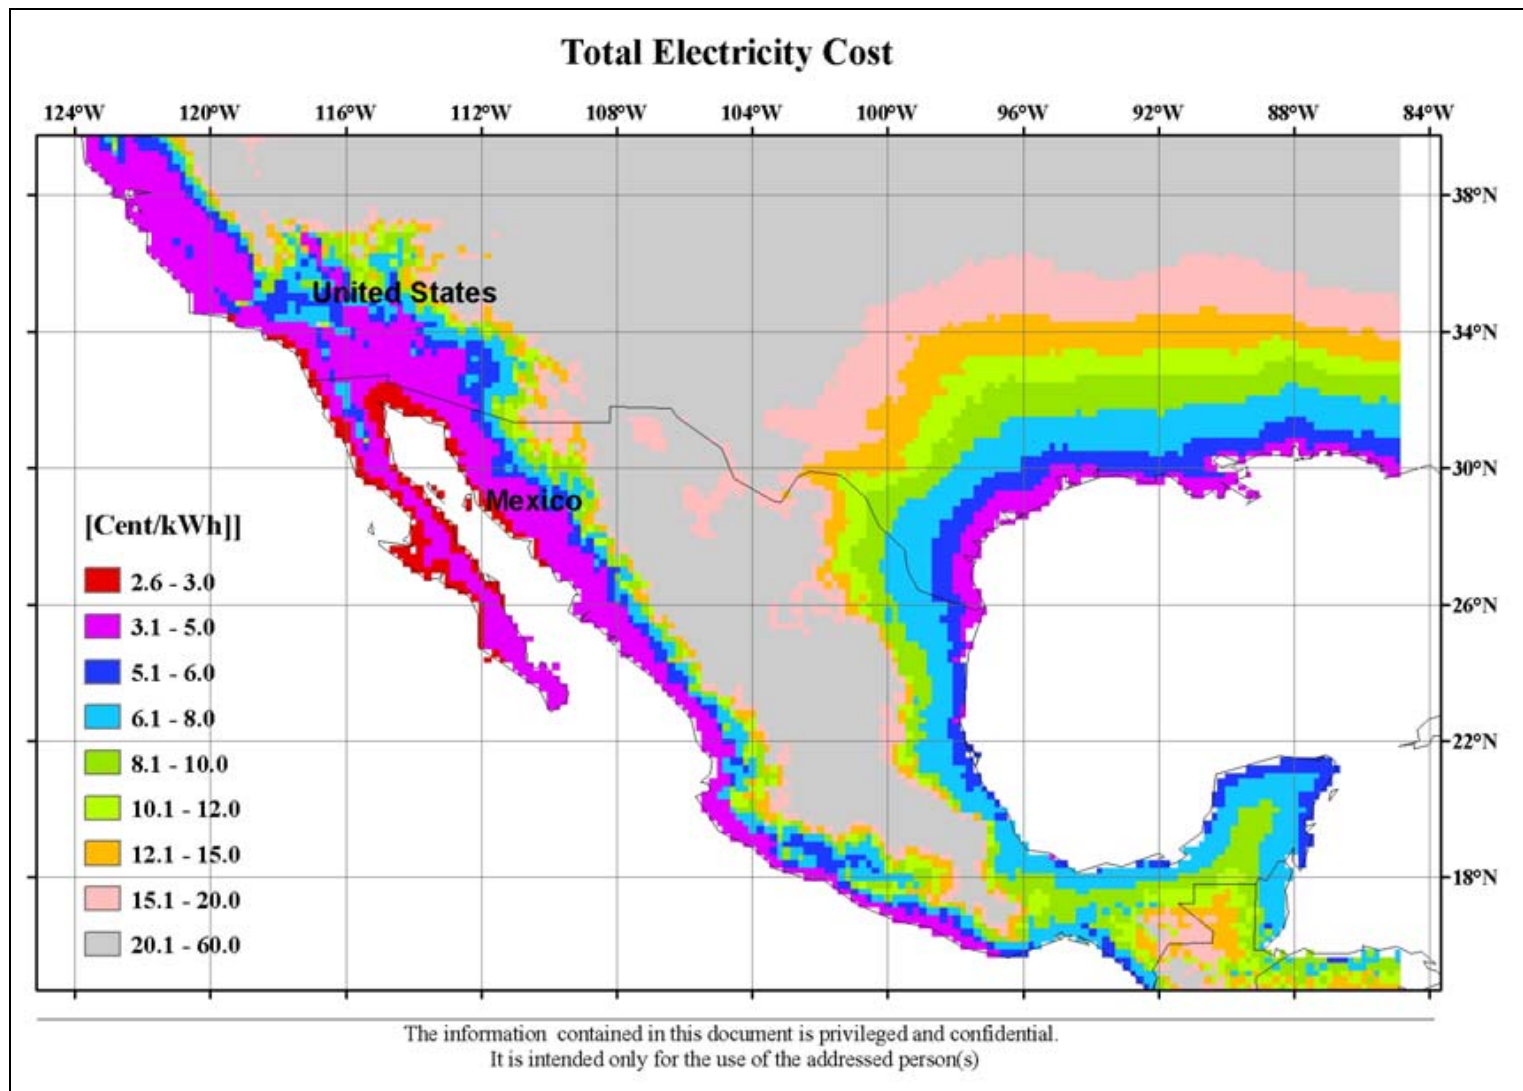 Total Electricity Cost
124°W 120°W 116°W 112°W 108°W 104°W 100°W 96°W 92°W 88°W 84°W
38°N
United States
34°N
30°N
Mexico
[Cent/kWh]]
2.6 - 3.0
26°N
3.1 - 5.0
5.1 - 6.0
6.1 - 8.0
22°N
8.1 - 10.0
10.1 - 12.0
12.1 - 15.0
18°N
15.1 - 20.0
20.1 - 60.0
The information contained in this document is privileged and confidential.
It is intended only for the use of the addressed person(s)